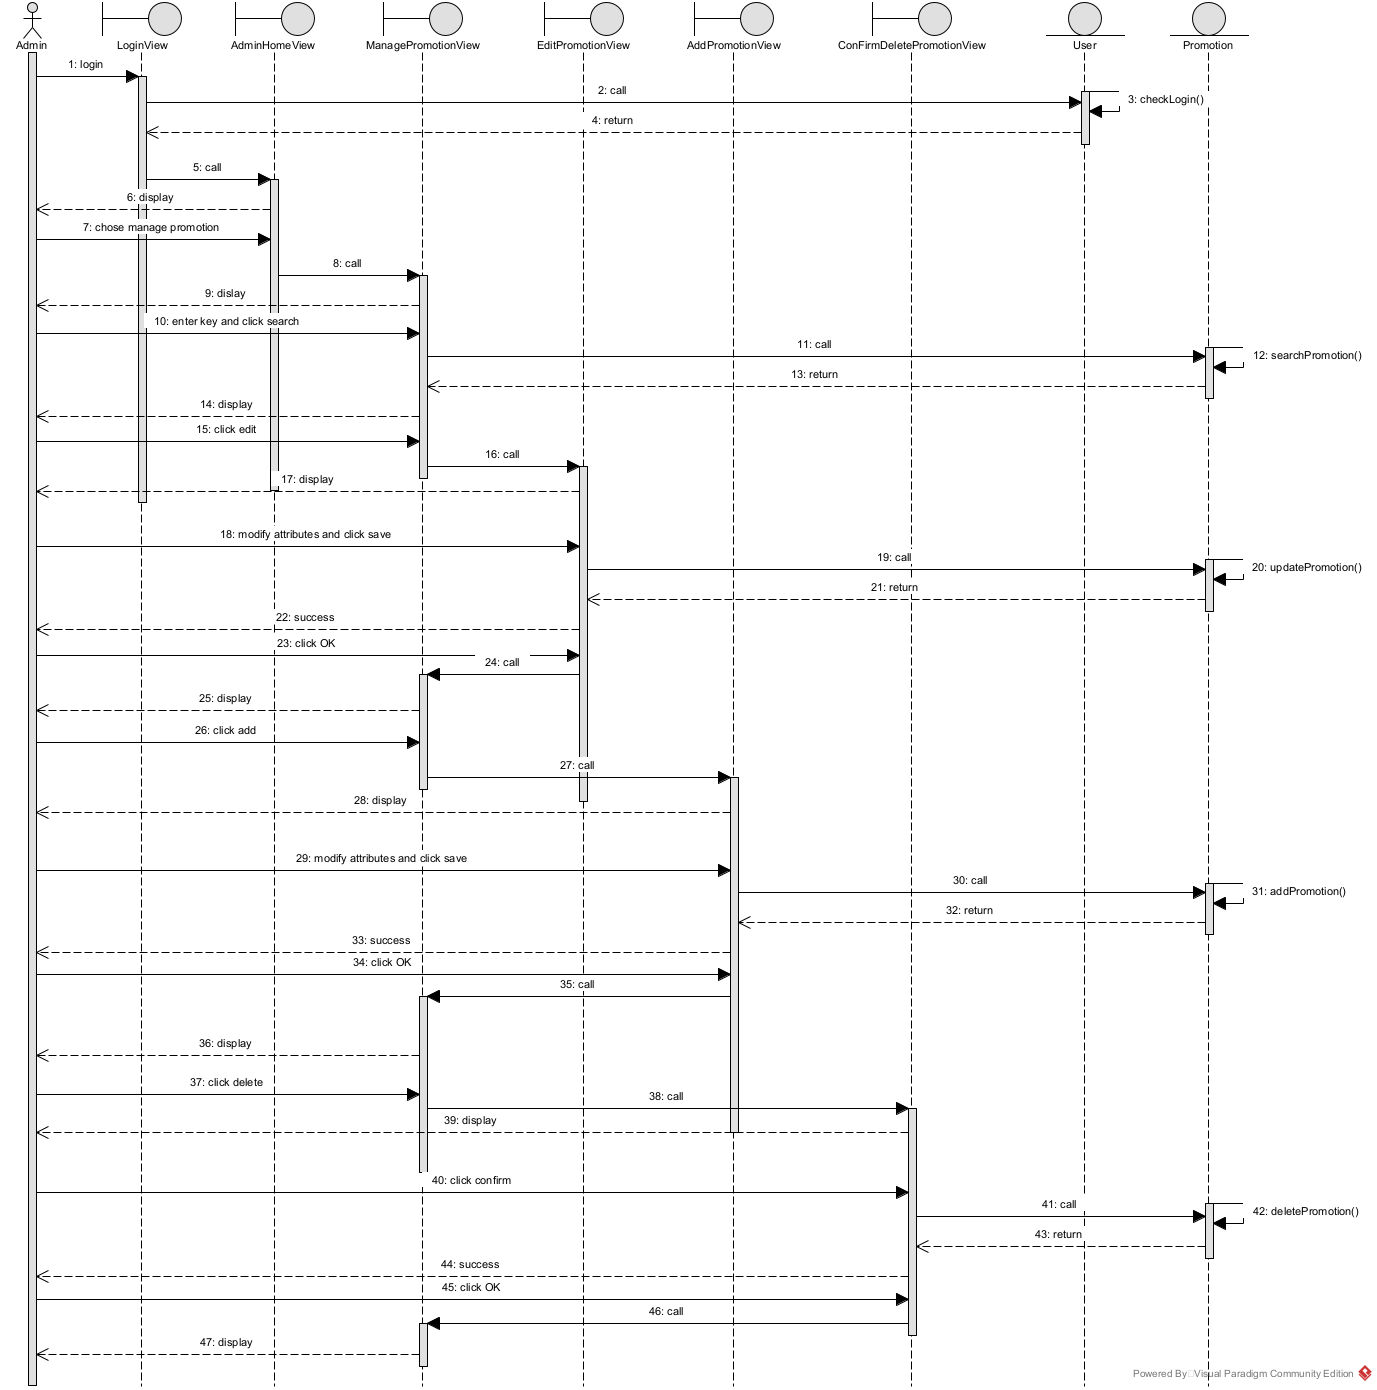 Admin
LoginView
AdminHomeView
ManagePromotionView
EditPromotionView
AddPromotionView
ConFirmDeletePromotionView
User
Promotion
1: login
2: call
3: checkLogin()
4: return
5: call
6: display
7: chose manage promotion
8: call
9: dislay
10: enter key and click search
11: call
12: searchPromotion()
13: return
14: display
15: click edit
16: call
17: display
18: modify attributes and click save
19: call
20: updatePromotion()
21: return
22: success
23: click OK
24: call
25: display
26: click add
27: call
28: display
29: modify attributes and click save
30: call
31: addPromotion()
32: return
33: success
34: click OK
35: call
36: display
37: click delete
38: call
39: display
40: click confirm
41: call
42: deletePromotion()
43: return
44: success
45: click OK
46: call
47: display
Powered By Visual Paradigm Community Edition